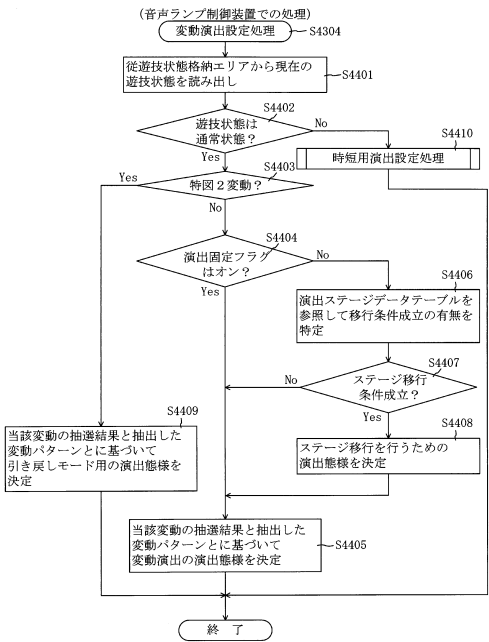 (音声ランプ制御装置での処理)
変動演出設定処理
S4304
従遊技状態格納エリアから現在の
遊技状態を読み出し
S4401
S4402
遊技状態は
通常状態?
No
Yes
S4410
時短用演出設定処理
S4403
特図2変動?
Yes
No
S4404
演出固定フラグ
はオン?
No
Yes
S4406
演出ステージデータテーブルを
参照して移行条件成立の有無を
特定
S4407
ステージ移行
条件成立?
No
Yes
S4409
当該変動の抽選結果と抽出した
変動パターンとに基づいて
引き戻しモード用の演出態様を
決定
S4408
ステージ移行を行うための
演出態様を決定
当該変動の抽選結果と抽出した
変動パターンとに基づいて
変動演出の演出態様を決定
S4405
終 了